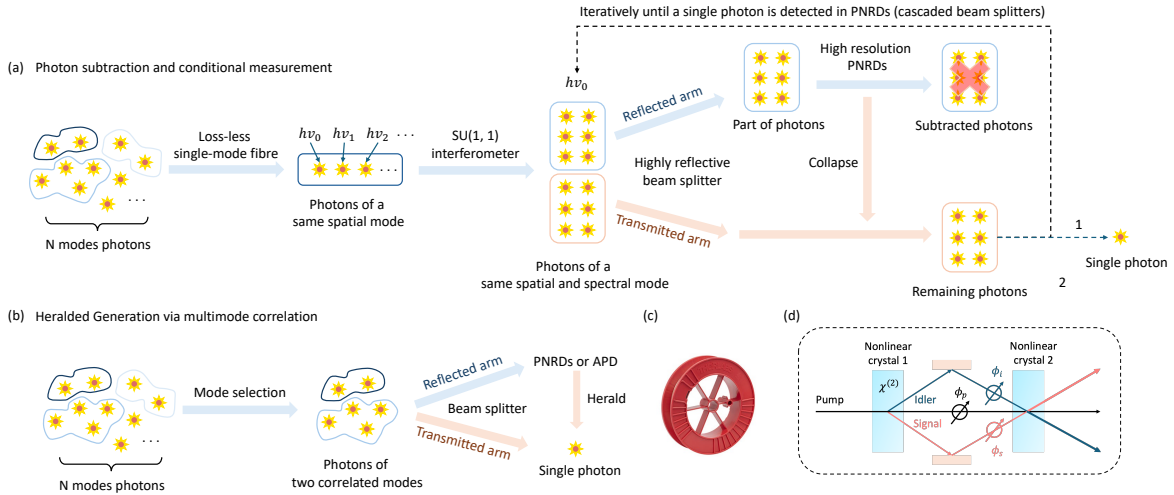 Iteratively until a single photon is detected in PNRDs (cascaded beam splitters)
(a) Photon subtraction and conditional measurement
N modes photons
Loss-less
single-mode fibre
hν₀ hν₁ hν₂ ···
···
Photons of a
same spatial mode
SU(1, 1)
interferometer
hν₀
Photons of a
same spatial and spectral mode
Reflected arm
Highly reflective
beam splitter
Transmitted arm
Part of photons
High resolution
PNRDs
Collapse
Subtracted photons
Remaining photons
1
2
Single photon
(b) Heralded Generation via multimode correlation
···
N modes photons
Mode selection
Photons of
two correlated modes
Reflected arm
Beam splitter
Transmitted arm
PNRDs or APD
Herald
Single photon
(c)
(d)
Nonlinear
crystal 1
Nonlinear
crystal 2
χ⁽²⁾
Pump
Idler
Signal
ϕₚ
ϕᵢ
ϕₛ